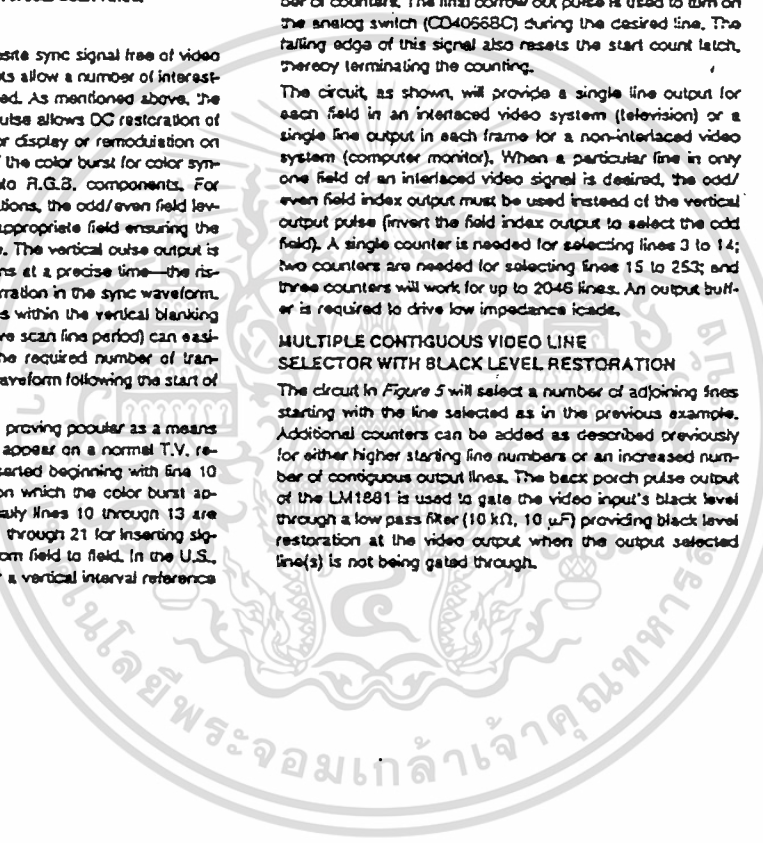 site sync signal free of video
ts allow a number of interest-
ed. As mentioned above, the
ulse allows DC restoration of
or display or remodulation on
the color burst for color syn-
to R.G.B. components. For
tions, the odd/even field lev-
appropriate field ensuring the
. The vertical pulse output is
ns at a precise time—the ris-
rration in the sync waveform.
s within the vertical blanking
ve scan line period) can easi-
he required number of tran-
aveform following the start of
proving popular as a means
appear on a normal T.V. re-
serted beginning with line 10
on which the color burst ap-
ally lines 10 through 13 are
through 21 for inserting sig-
om field to field. In the U.S.,
a vertical interval reference
ber of counters. The final borrow out pulse is used to turn on
the analog switch (CD4066BC) during the desired line. The
falling edge of this signal also resets the start count latch,
thereby terminating the counting.
The circuit, as shown, will provide a single line output for
each field in an interlaced video system (television) or a
single line output in each frame for a non-interlaced video
system (computer monitor). When a particular line in only
one field of an interlaced video signal is desired, the odd/
even field index output must be used instead of the vertical
output pulse (invert the field index output to select the odd
field). A single counter is needed for selecting lines 3 to 14;
two counters are needed for selecting lines 15 to 253; and
three counters will work for up to 2046 lines. An output buff-
er is required to drive low impedance loads.
MULTIPLE CONTIGUOUS VIDEO LINE
SELECTOR WITH BLACK LEVEL RESTORATION
The circuit in Figure 5 will select a number of adjoining lines
starting with the line selected as in the previous example.
Additional counters can be added as described previously
for either higher starting line numbers or an increased num-
ber of contiguous output lines. The back porch pulse output
of the LM1881 is used to gate the video input's black level
through a low pass filter (10 kΩ, 10 μF) providing black level
restoration at the video output when the output selected
line(s) is not being gated through.